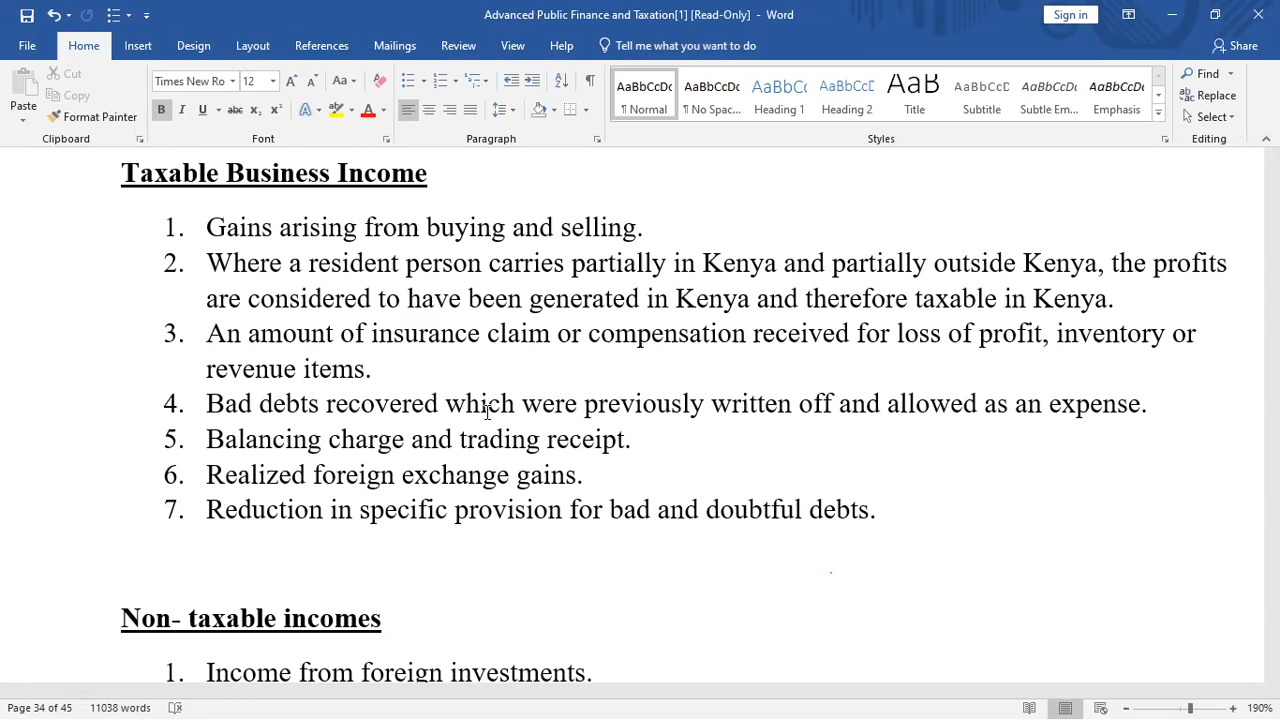 Advanced Public Finance and Taxation[1] [Read-Only] - Word
Sign in
File Home Insert Design Layout References Mailings Review View Help Tell me what you want to do Share
Paste Cut Copy Format Painter
Clipboard
Times New Ro 12 Aa
B I U abc x₂ x² A A
Font
Paragraph
AaBbCcDc AaBbCcDc AaBbCc AaBbCcD AaB AaBbCcD AaBbCcDc AaBbCcDc
¶ Normal ¶ No Spac... Heading 1 Heading 2 Title Subtitle Subtle Em... Emphasis
Styles
Find
Replace
Select
Editing
Taxable Business Income
1. Gains arising from buying and selling.
2. Where a resident person carries partially in Kenya and partially outside Kenya, the profits
are considered to have been generated in Kenya and therefore taxable in Kenya.
3. An amount of insurance claim or compensation received for loss of profit, inventory or
revenue items.
4. Bad debts recovered which were previously written off and allowed as an expense.
5. Balancing charge and trading receipt.
6. Realized foreign exchange gains.
7. Reduction in specific provision for bad and doubtful debts.
Non- taxable incomes
1. Income from foreign investments.
Page 34 of 45 11038 words 190%